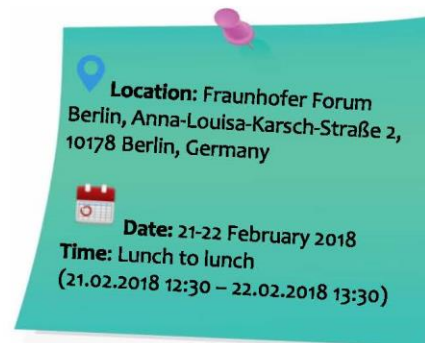 Location: Fraunhofer Forum
Berlin, Anna-Louisa-Karsch-Straße 2,
10178 Berlin, Germany
Date: 21-22 February 2018
Time: Lunch to lunch
(21.02.2018 12:30 – 22.02.2018 13:30)